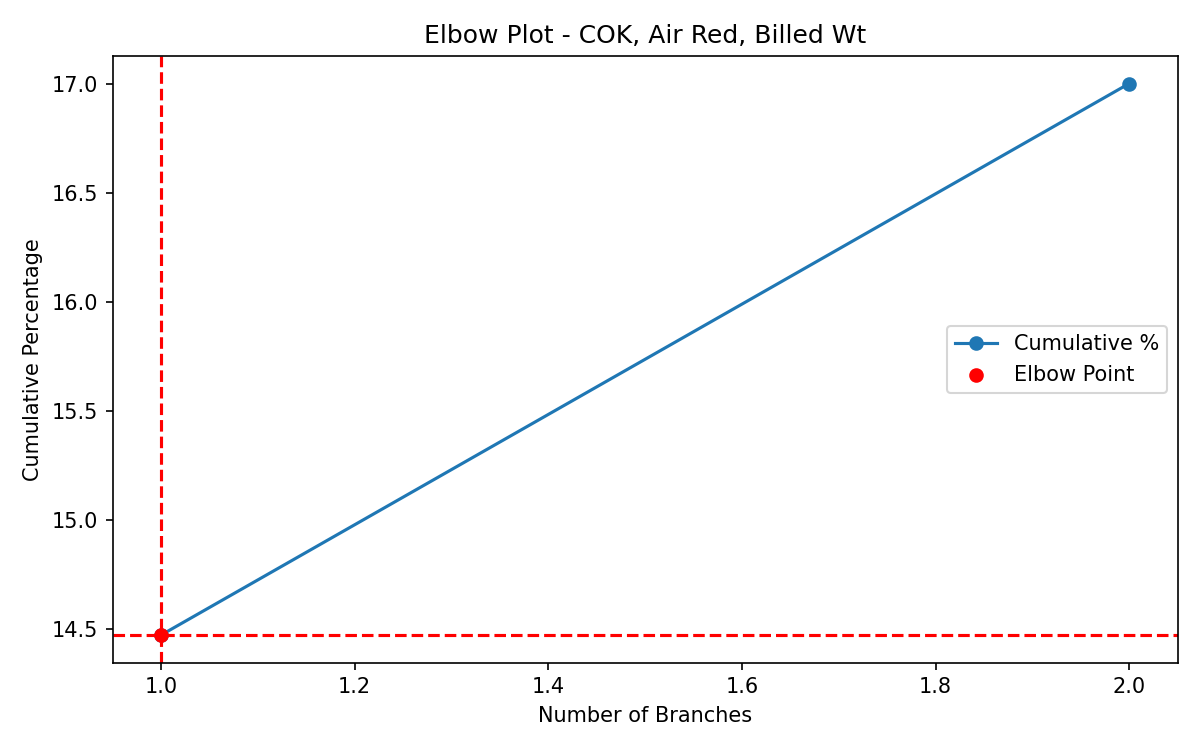 Elbow Plot - COK, Air Red, Billed Wt
Cumulative Percentage
17.0
16.5
16.0
15.5
15.0
14.5
Cumulative %
Elbow Point
1.0 1.2 1.4 1.6 1.8 2.0
Number of Branches